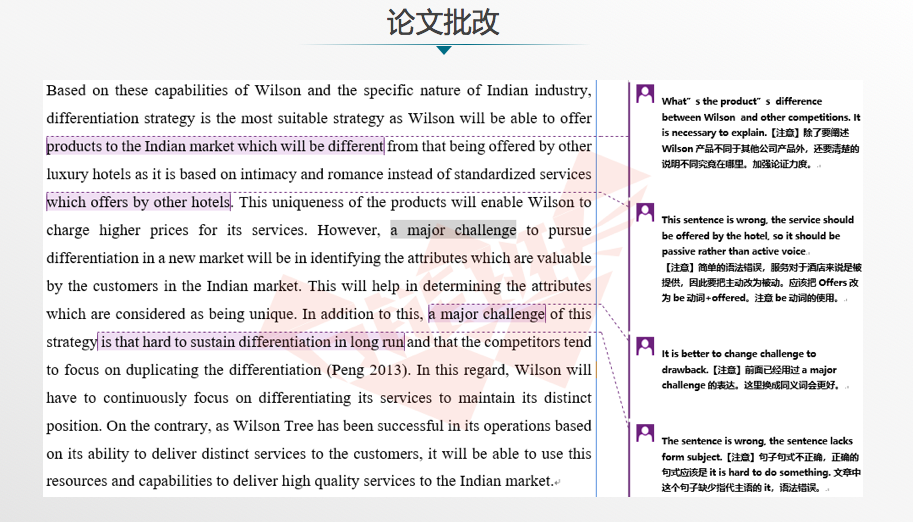 论文批改
Based on these capabilities of Wilson and the specific nature of Indian industry,
differentiation strategy is the most suitable strategy as Wilson will be able to offer
products to the Indian market which will be different from that being offered by other
luxury hotels as it is based on intimacy and romance instead of standardized services
which offers by other hotels. This uniqueness of the products will enable Wilson to
charge higher prices for its services. However, a major challenge to pursue
differentiation in a new market will be in identifying the attributes which are valuable
by the customers in the Indian market. This will help in determining the attributes
which are considered as being unique. In addition to this, a major challenge of this
strategy is that hard to sustain differentiation in long run and that the competitors tend
to focus on duplicating the differentiation (Peng 2013). In this regard, Wilson will
have to continuously focus on differentiating its services to maintain its distinct
position. On the contrary, as Wilson Tree has been successful in its operations based
on its ability to deliver distinct services to the customers, it will be able to use this
resources and capabilities to deliver high quality services to the Indian market.
What”s the product”s difference
between Wilson and other competitions. It
is necessary to explain.【注意】除了要阐述
Wilson 产品不同于其他公司产品外，还要清楚的
说明不同究竟在哪里。加强论证力度。
This sentence is wrong, the service should
be offered by the hotel, so it should be
passive rather than active voice
【注意】简单的语法错误，服务对于酒店来说是被
提供，因此要把主动改为被动。应该把 Offers 改
为 be 动词+offered。注意 be 动词的使用。
It is better to change challenge to
drawback.【注意】前面已经用过 a major
challenge 的表达。这里换成同义词会更好。
The sentence is wrong, the sentence lacks
form subject.【注意】句子句式不正确，正确的
句式应该是 it is hard to do something. 文章中
这个句子缺少指代主语的 it，语法错误。